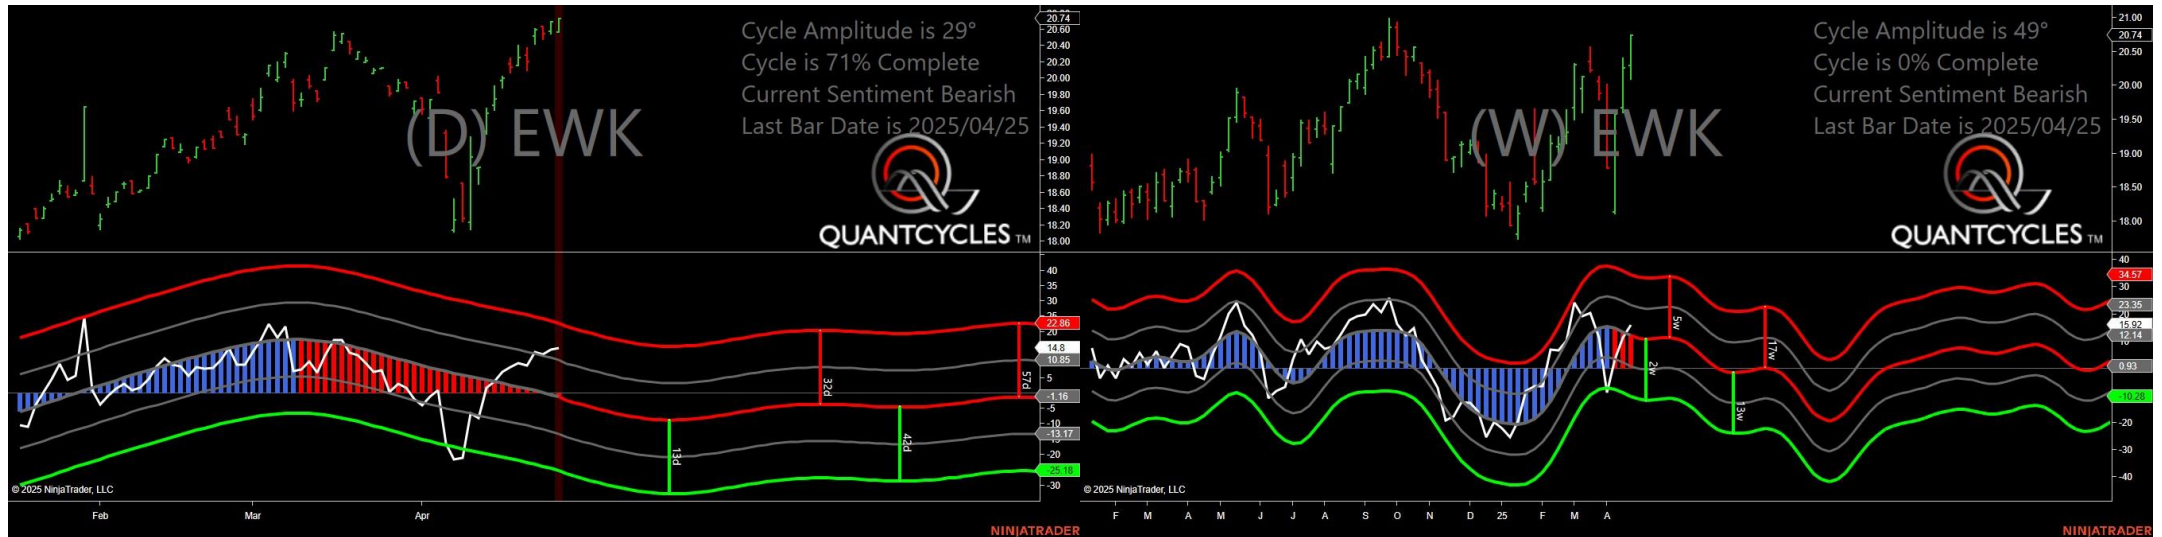 Cycle Amplitude is 29°
Cycle is 71% Complete
Current Sentiment Bearish
Last Bar Date is 2025/04/25
(D) EWK
QUANTCYCLES TM
20.74
20.60
20.40
20.20
20.00
19.80
19.60
19.40
19.20
19.00
18.80
18.60
18.40
18.20
18.00
40
35
30
25
22.86
20
14.8
10.85
5
-1.16
-5
-10
-13.17
-20
-25.18
-30
13d
32d
42d
57d
© 2025 NinjaTrader, LLC
Feb Mar Apr
NINJATRADER
Cycle Amplitude is 49°
Cycle is 0% Complete
Current Sentiment Bearish
Last Bar Date is 2025/04/25
(W) EWK
QUANTCYCLES TM
21.00
20.74
20.50
20.00
19.50
19.00
18.50
18.00
40
34.57
30
23.35
20
15.92
12.14
10
0.93
-10.28
-20
-30
-40
2w
5w
13w
17w
© 2025 NinjaTrader, LLC
F M A M J J A S O N D 25 F M A
NINJATRADER